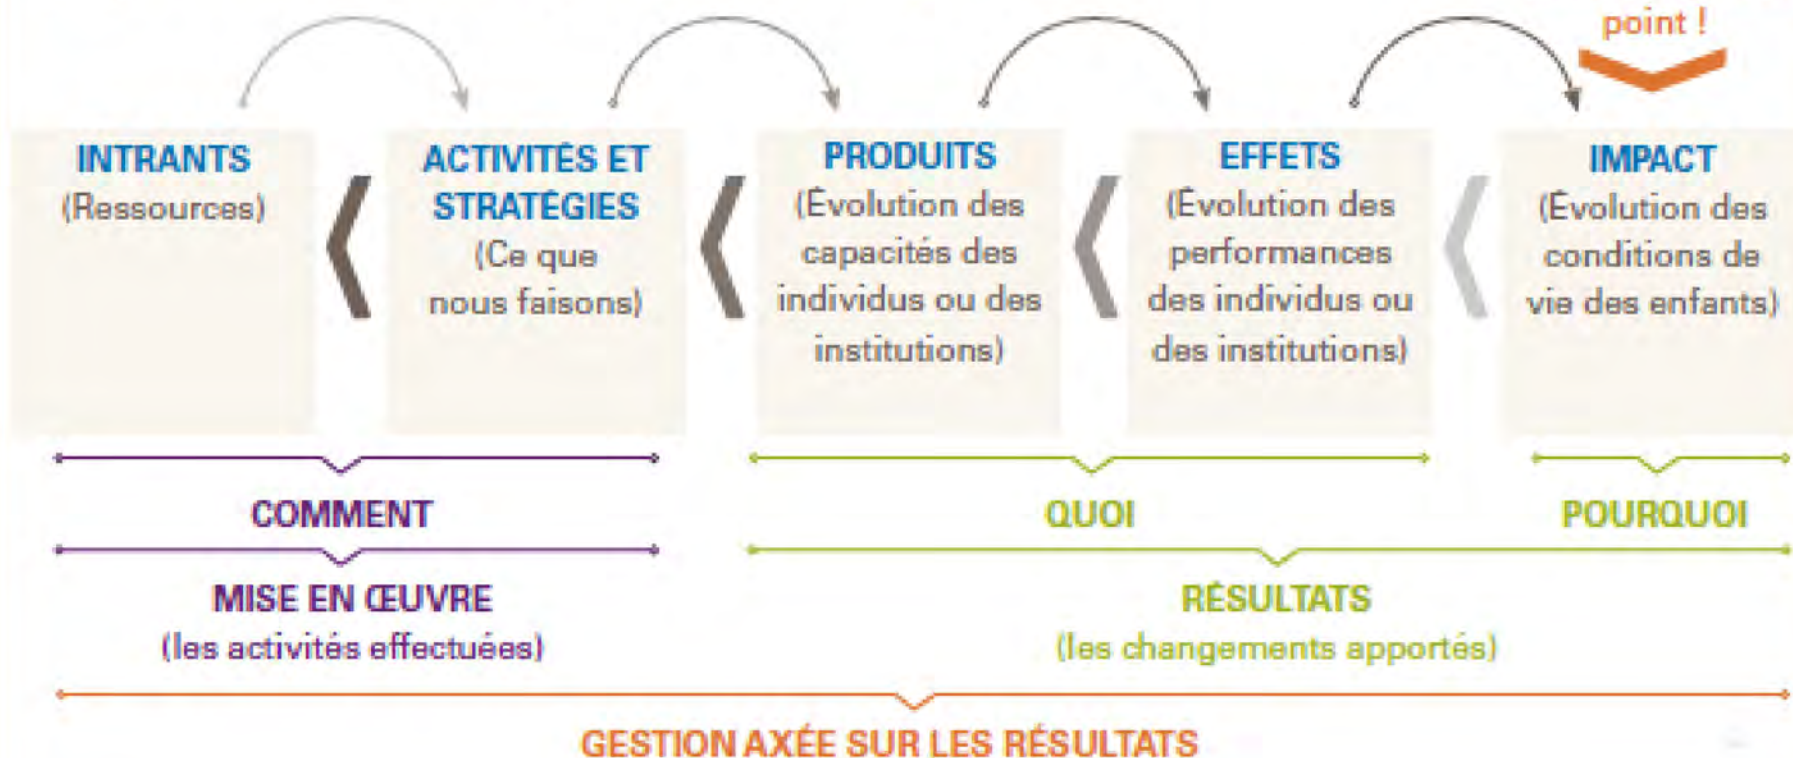 point !
INTRANTS
(Ressources)
ACTIVITÉS ET
STRATÉGIES
(Ce que
nous faisons)
PRODUITS
(Évolution des
capacités des
individus ou des
institutions)
EFFETS
(Évolution des
performances
des individus ou
des institutions)
IMPACT
(Évolution des
conditions de
vie des enfants)
COMMENT
QUOI
POURQUOI
MISE EN ŒUVRE
(les activités effectuées)
RÉSULTATS
(les changements apportés)
GESTION AXÉE SUR LES RÉSULTATS